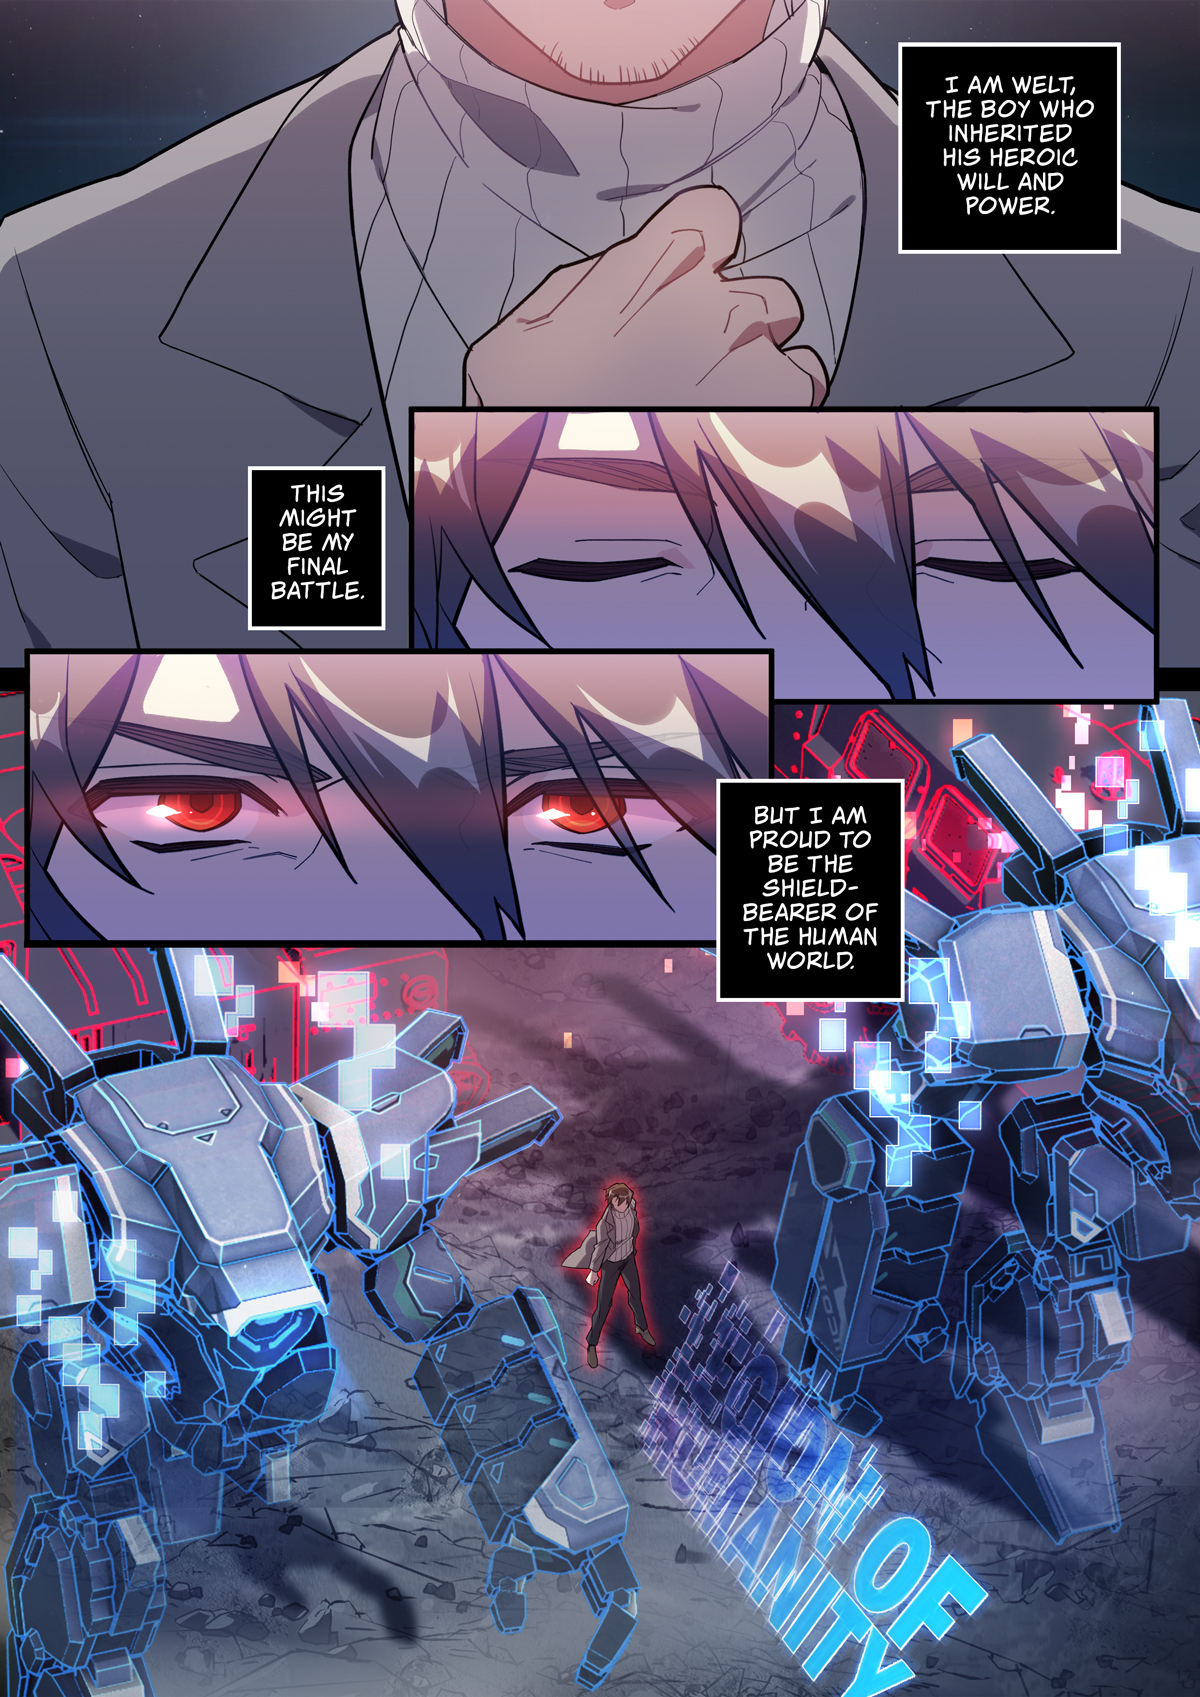 I AM WELT,
THE BOY WHO
INHERITED
HIS HEROIC
WILL AND
POWER.
THIS
MIGHT
BE MY
FINAL
BATTLE.
BUT I AM
PROUD TO
BE THE
SHIELD-
BEARER OF
THE HUMAN
WORLD.
OF
HUMANITY